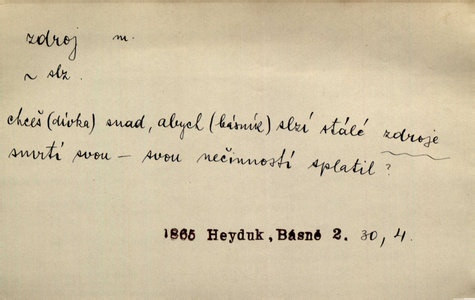 zdroj m.
~ slz.
chceš (dívka) snad, abych (básník) slzí stálé zdroje
smrtí svou – svou nečinností splatil?
1865 Heyduk, Básně 2. 30, 4.